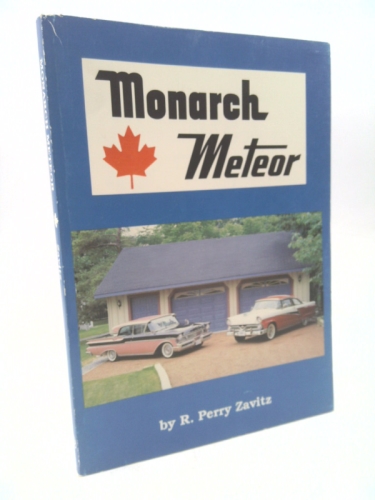 Monarch
Meteor
by R. Perry Zavitz